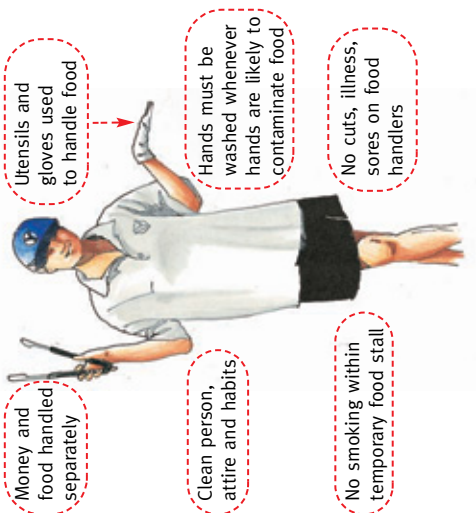 Money and
food handled
separately
Utensils and
gloves used
to handle food
Clean person,
attire and habits
Hands must be
washed whenever
hands are likely to
contaminate food
No smoking within
temporary food stall
No cuts, illness,
sores on food
handlers